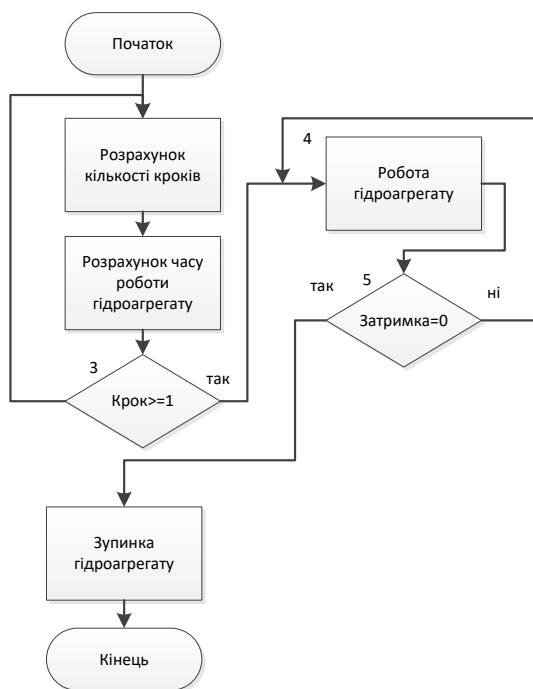 Початок
Розрахунок
кількості кроків
Розрахунок часу
роботи
гідроагрегату
3
Крок>=1
так
4
Робота
гідроагрегату
5
так
Затримка=0
ні
Зупинка
гідроагрегату
Кінець